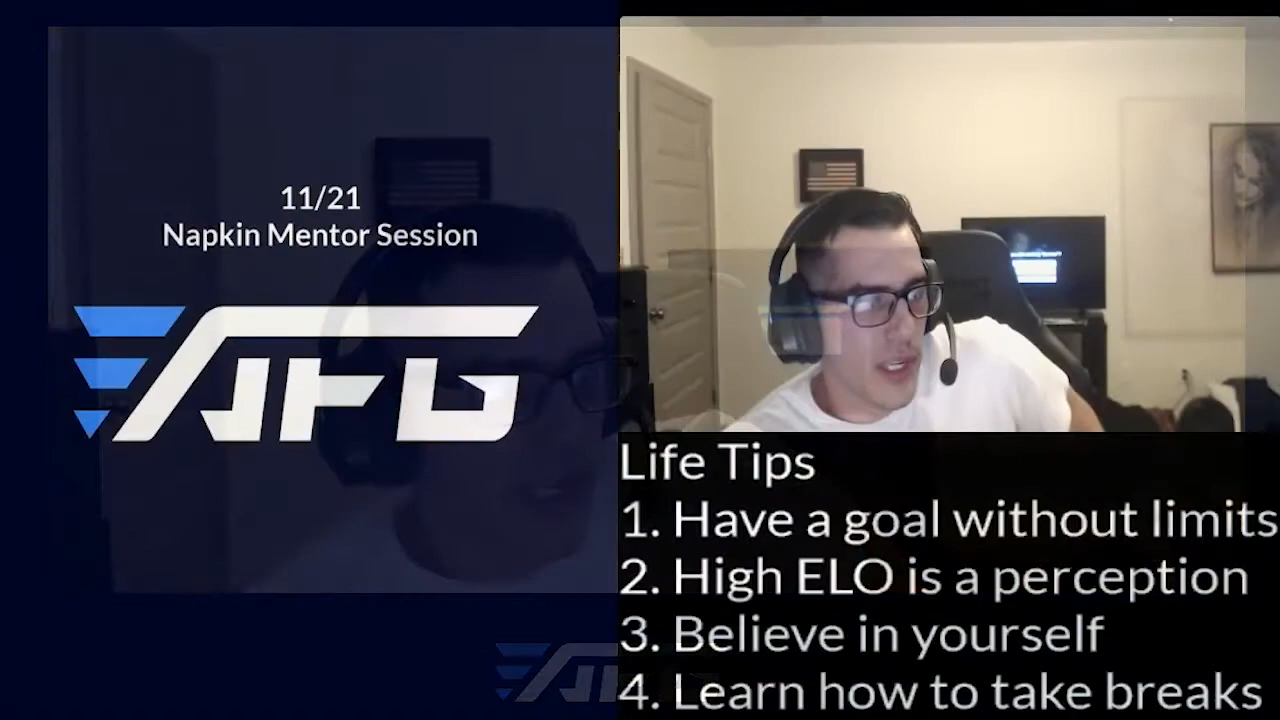 11/21
Napkin Mentor Session
AFG
Life Tips
1. Have a goal without limits
2. High ELO is a perception
3. Believe in yourself
4. Learn how to take breaks
AFG